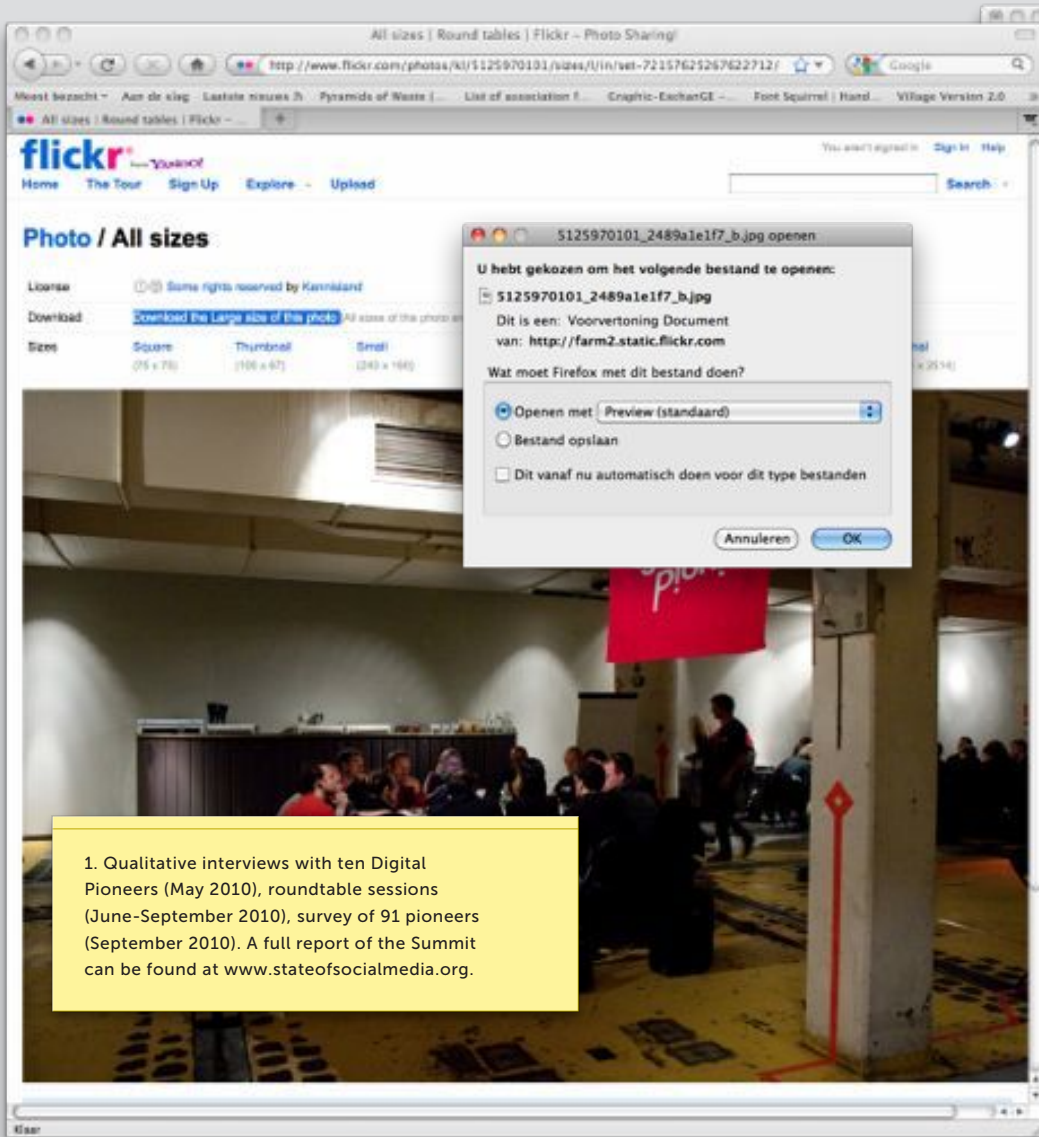 All sizes | Round tables | Flickr – Photo Sharing!
http://www.flickr.com/photos/kl/5125970101/sizes/l/in/set-72157625267622712/
Google
Meest bezocht Aan de slag Laatste nieuws Pyramids of Waste (... List of association f... Graphic-ExchanGE -... Font Squirrel | Hand... Village Version 2.0
All sizes | Round tables | Flickr – ...
flickr from YAHOO!
You aren't signed in Sign In Help
Home The Tour Sign Up Explore Upload
Search
Photo / All sizes
License Some rights reserved by Kennisland
Download Download the Large size of this photo All sizes of this photo
Sizes Square Thumbnail Small
(75 x 75) (100 x 67) (240 x 160)
5125970101_2489a1e1f7_b.jpg openen
U hebt gekozen om het volgende bestand te openen:
5125970101_2489a1e1f7_b.jpg
Dit is een: Voorvertoning Document
van: http://farm2.static.flickr.com
Wat moet Firefox met dit bestand doen?
Openen met Preview (standaard)
Bestand opslaan
Dit vanaf nu automatisch doen voor dit type bestanden
Annuleren OK
1. Qualitative interviews with ten Digital
Pioneers (May 2010), roundtable sessions
(June-September 2010), survey of 91 pioneers
(September 2010). A full report of the Summit
can be found at www.stateofsocialmedia.org.
Klaar